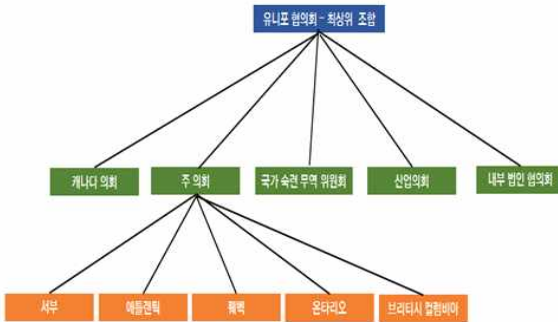 유니포 협의회 – 최상위 조합
캐나디 의회
주 의회
국가 숙련 무역 위원회
산업의회
내부 법인 협의회
서부
애틀랜틱
퀘벡
온타리오
브리티시 컬럼비아